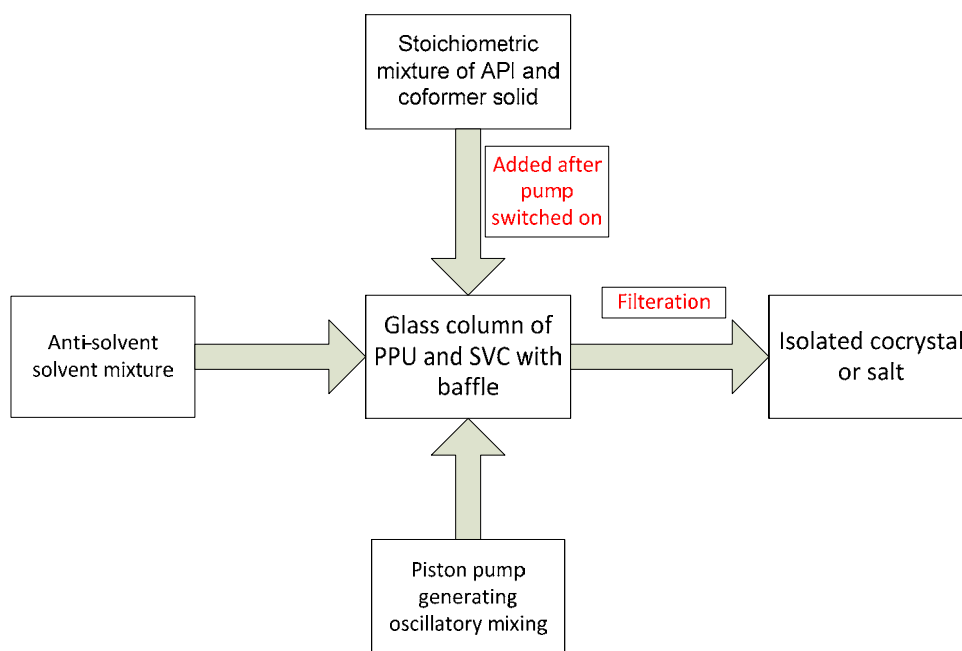 Stoichiometric
mixture of API and
coformer solid
Added after
pump
switched on
Anti-solvent
solvent mixture
Glass column of
PPU and SVC with
baffle
Filteration
Isolated cocrystal
or salt
Piston pump
generating
oscillatory mixing